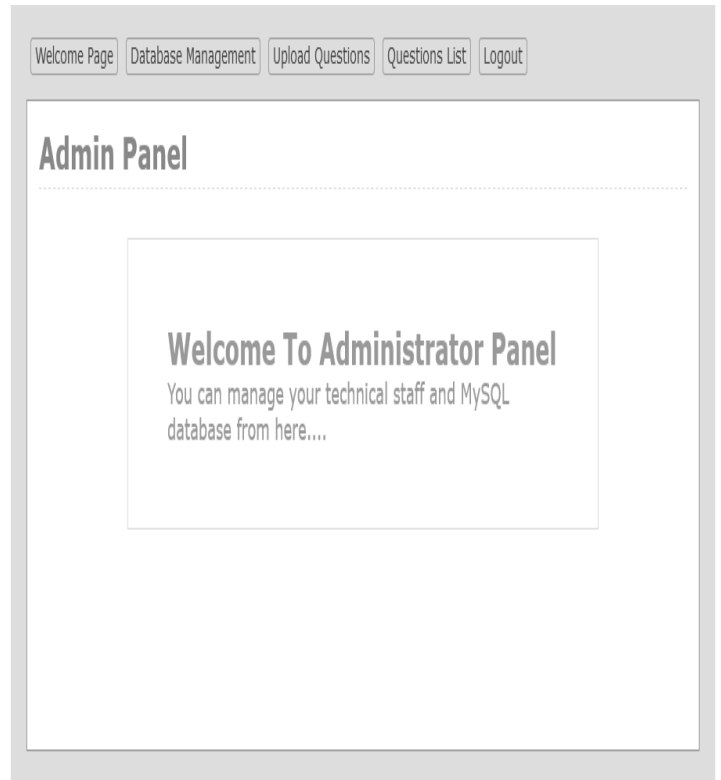 Welcome Page Database Management Upload Questions Questions List Logout
Admin Panel
Welcome To Administrator Panel
You can manage your technical staff and MySQL
database from here....